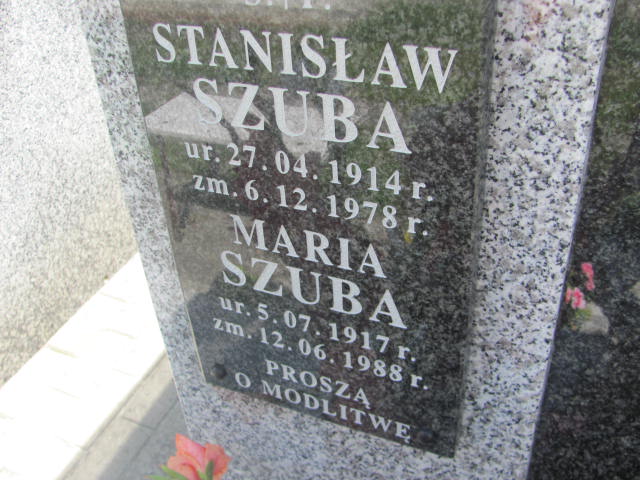 Ś.†P.
STANISŁAW
SZUBA
ur. 27. 04. 1914 r.
zm. 6. 12. 1978 r.
MARIA
SZUBA
ur. 5. 07. 1917 r.
zm. 12. 06. 1988 r.
PROSZĄ
O MODLITWĘ